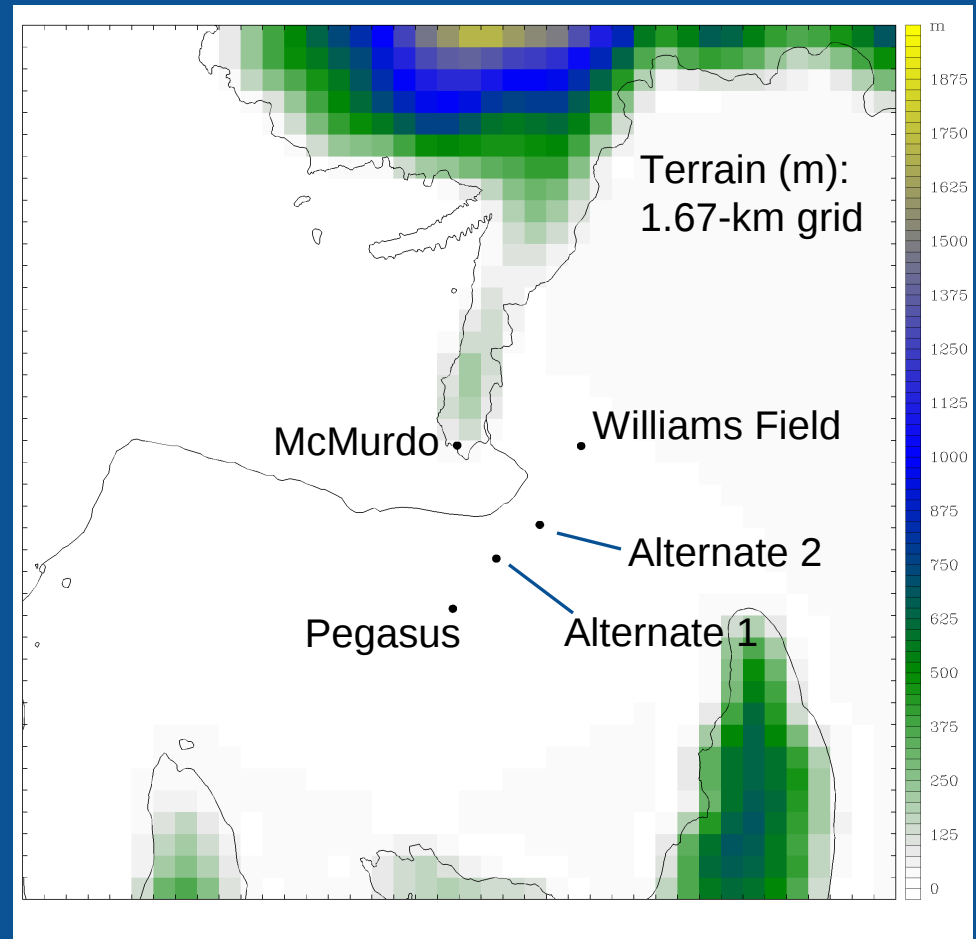 m
Terrain (m):
1.67-km grid
McMurdo
Williams Field
Alternate 2
Alternate 1
Pegasus
1875
1750
1625
1500
1375
1250
1125
1000
875
750
625
500
375
250
125
0